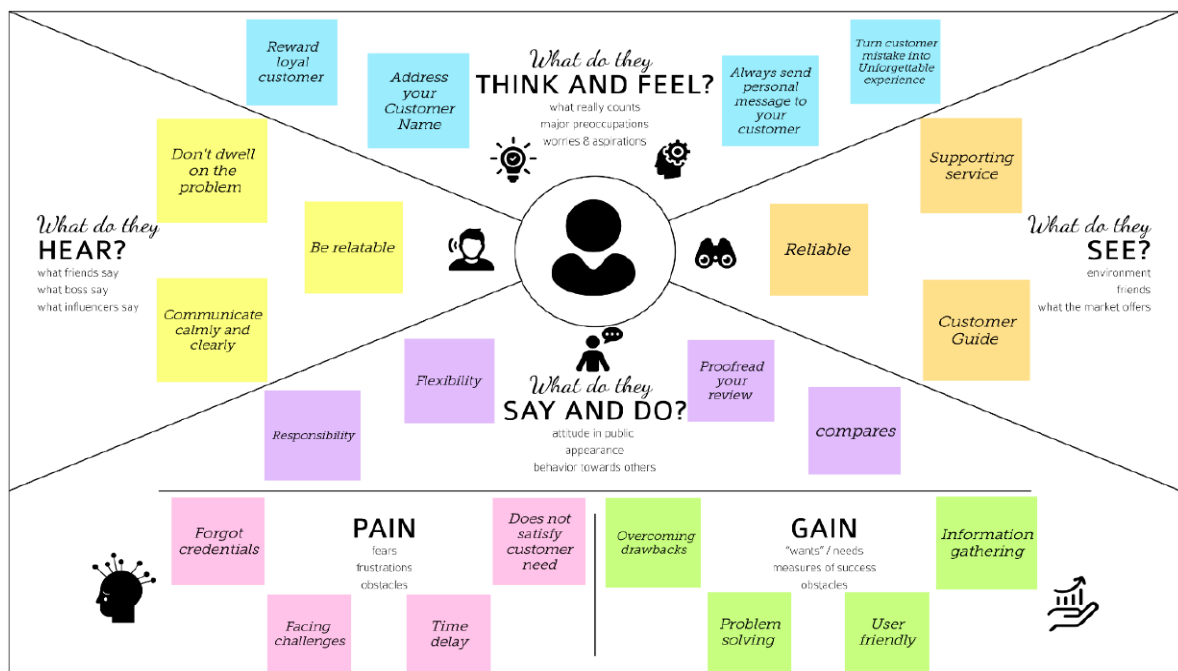 Reward
loyal
customer
Address
your
Customer
Name
What do they
THINK AND FEEL?
what really counts
major preoccupations
worries & aspirations
Always send
personal
message to
your
customer
Turn customer
mistake into
Unforgettable
experience
Don't dwell
on the
problem
Be relatable
Communicate
calmly and
clearly
What do they
HEAR?
what friends say
what boss say
what influencers say
Supporting
service
Reliable
Customer
Guide
What do they
SEE?
environment
friends
what the market offers
Flexibility
Responsibility
What do they
SAY AND DO?
attitude in public
appearance
behavior towards others
Proofread
your
review
compares
Forgot
credentials
PAIN
fears
frustrations
obstacles
Does not
satisfy
customer
need
Facing
challenges
Time
delay
Overcoming
drawbacks
GAIN
"wants" / needs
measures of success
obstacles
Information
gathering
Problem
solving
User
friendly